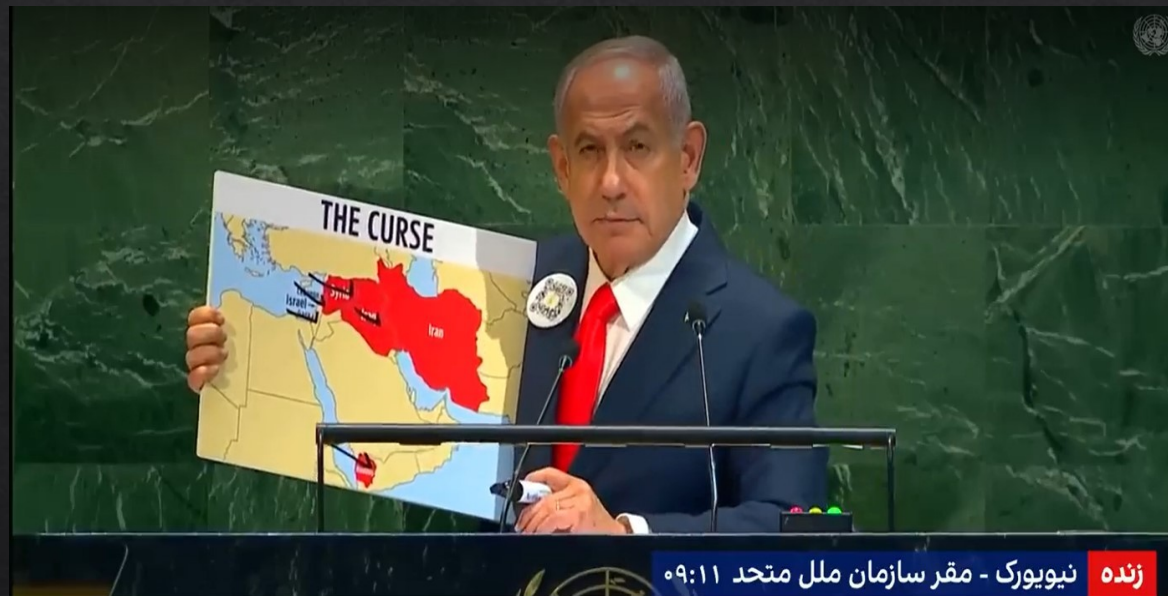 THE CURSE
Syria
Israel
Iran
زنده
نیویورک - مقر سازمان ملل متحد ۰۹:۱۱